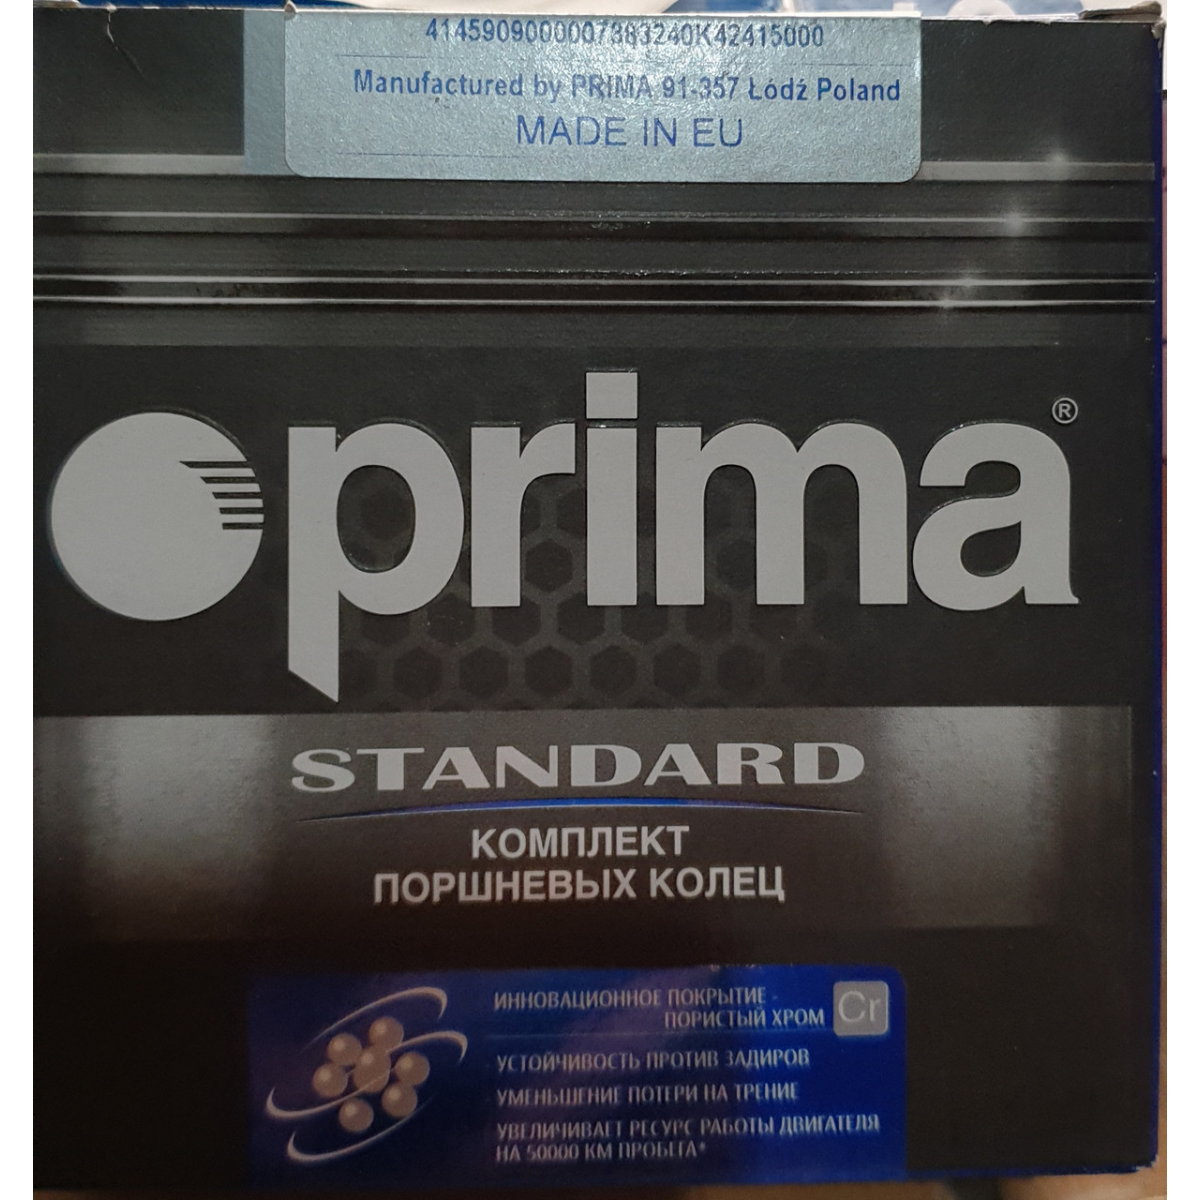 4145909000007383240K42415000
Manufactured by PRIMA 91-357 Łódź Poland
MADE IN EU
prima®
STANDARD
КОМПЛЕКТ
ПОРШНЕВЫХ КОЛЕЦ
ИННОВАЦИОННОЕ ПОКРЫТИЕ -
ПОРИСТЫЙ ХРОМ
Cr
УСТОЙЧИВОСТЬ ПРОТИВ ЗАДИРОВ
УМЕНЬШЕНИЕ ПОТЕРИ НА ТРЕНИЕ
УВЕЛИЧИВАЕТ РЕСУРС РАБОТЫ ДВИГАТЕЛЯ
НА 50000 КМ ПРОБЕГА*